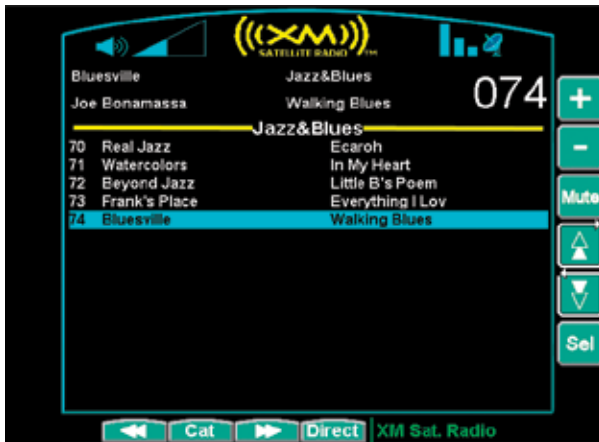 ((XM))
SATELLITE RADIO TM
Bluesville Jazz&Blues 074
Joe Bonamassa Walking Blues
Jazz&Blues
70 Real Jazz Ecaroh
71 Watercolors In My Heart
72 Beyond Jazz Little B's Poem
73 Frank's Place Everything I Lov
74 Bluesville Walking Blues
+
-
Mute
Sel
Cat Direct XM Sat. Radio